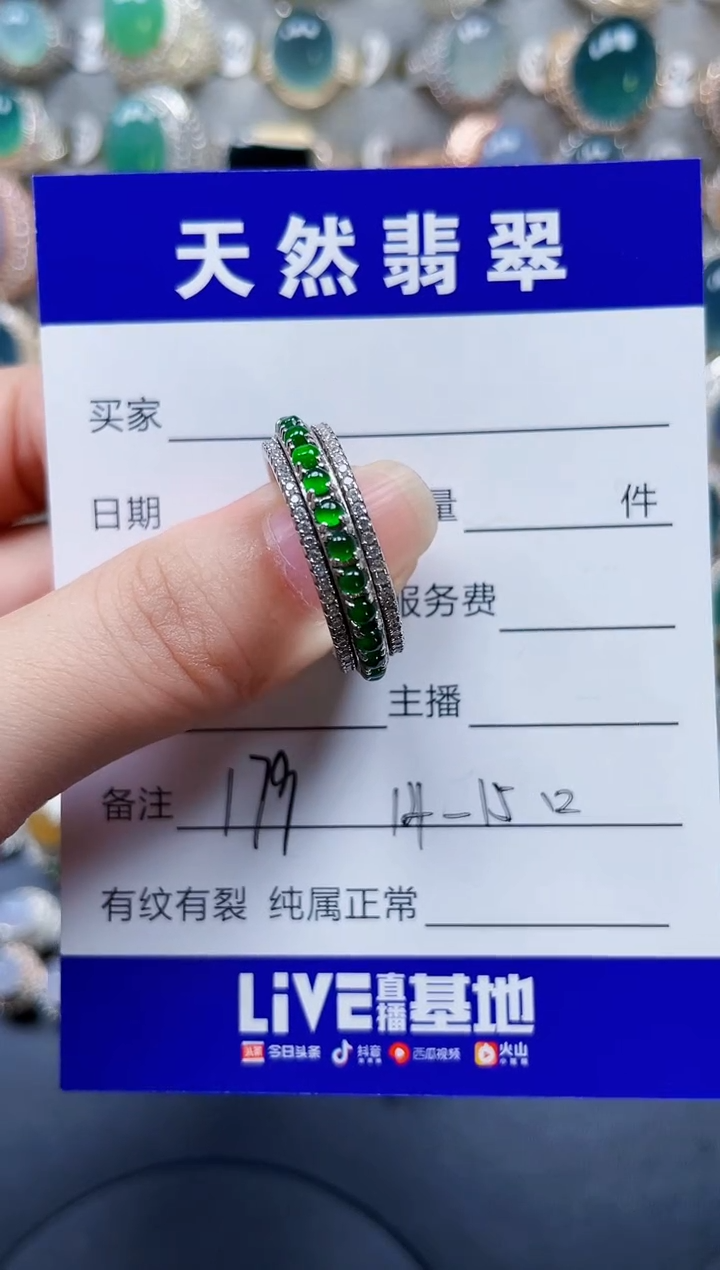 天然翡翠
买家
日期 量 件
服务费
主播
备注 179 14-15 12
有纹有裂 纯属正常
LiVE直播基地
头条 今日头条 抖音 西瓜视频 火山